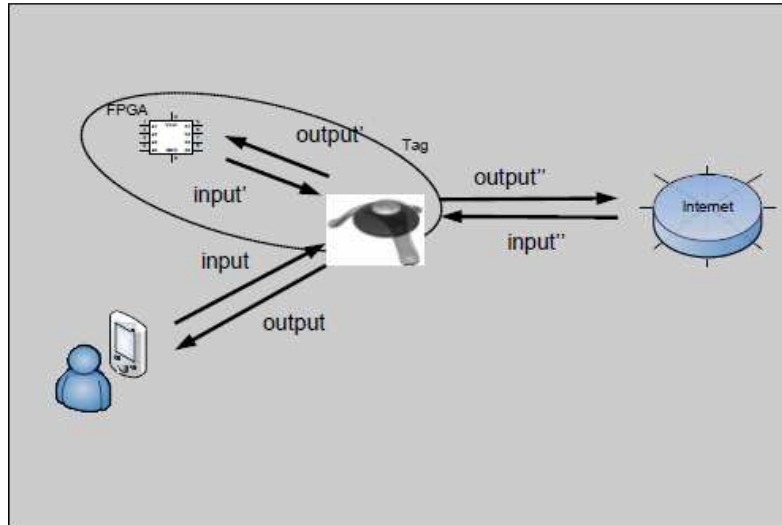 FPGA
output'
Tag
input'
output''
Internet
input''
input
output